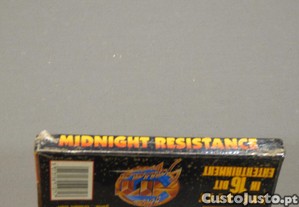 MIDNIGHT RESISTANCE
IN 16 BIT
ENTERTAINMENT
CustoJusto.pt